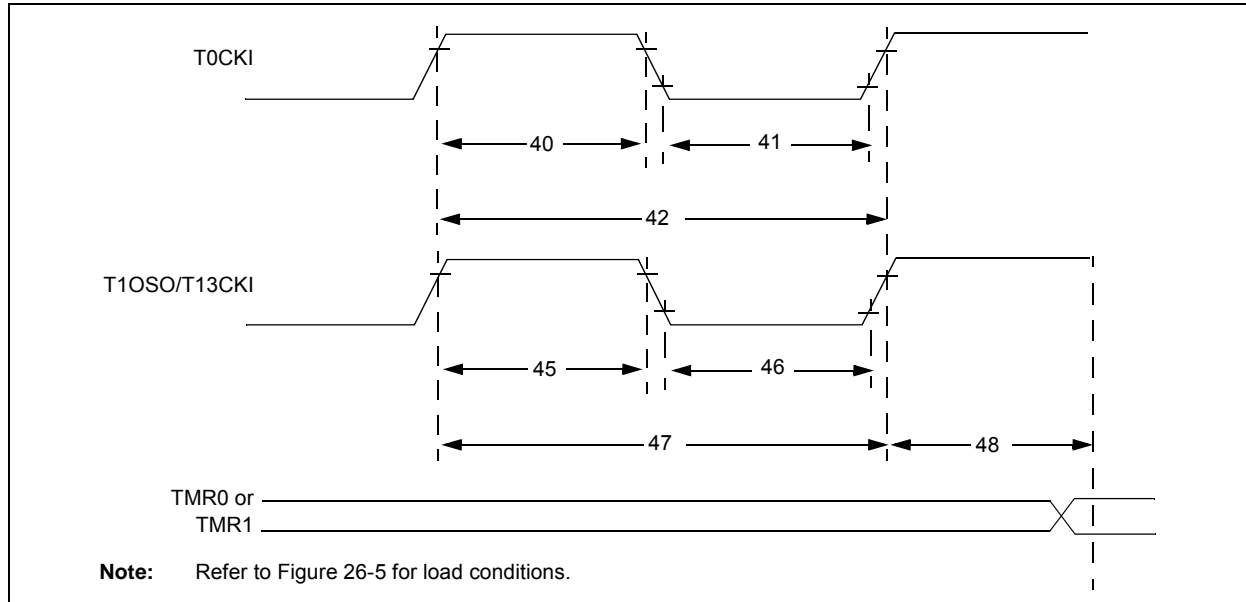 T0CKI
40
41
42
T1OSO/T13CKI
45
46
47
48
TMR0 or
TMR1
Note: Refer to Figure 26-5 for load conditions.